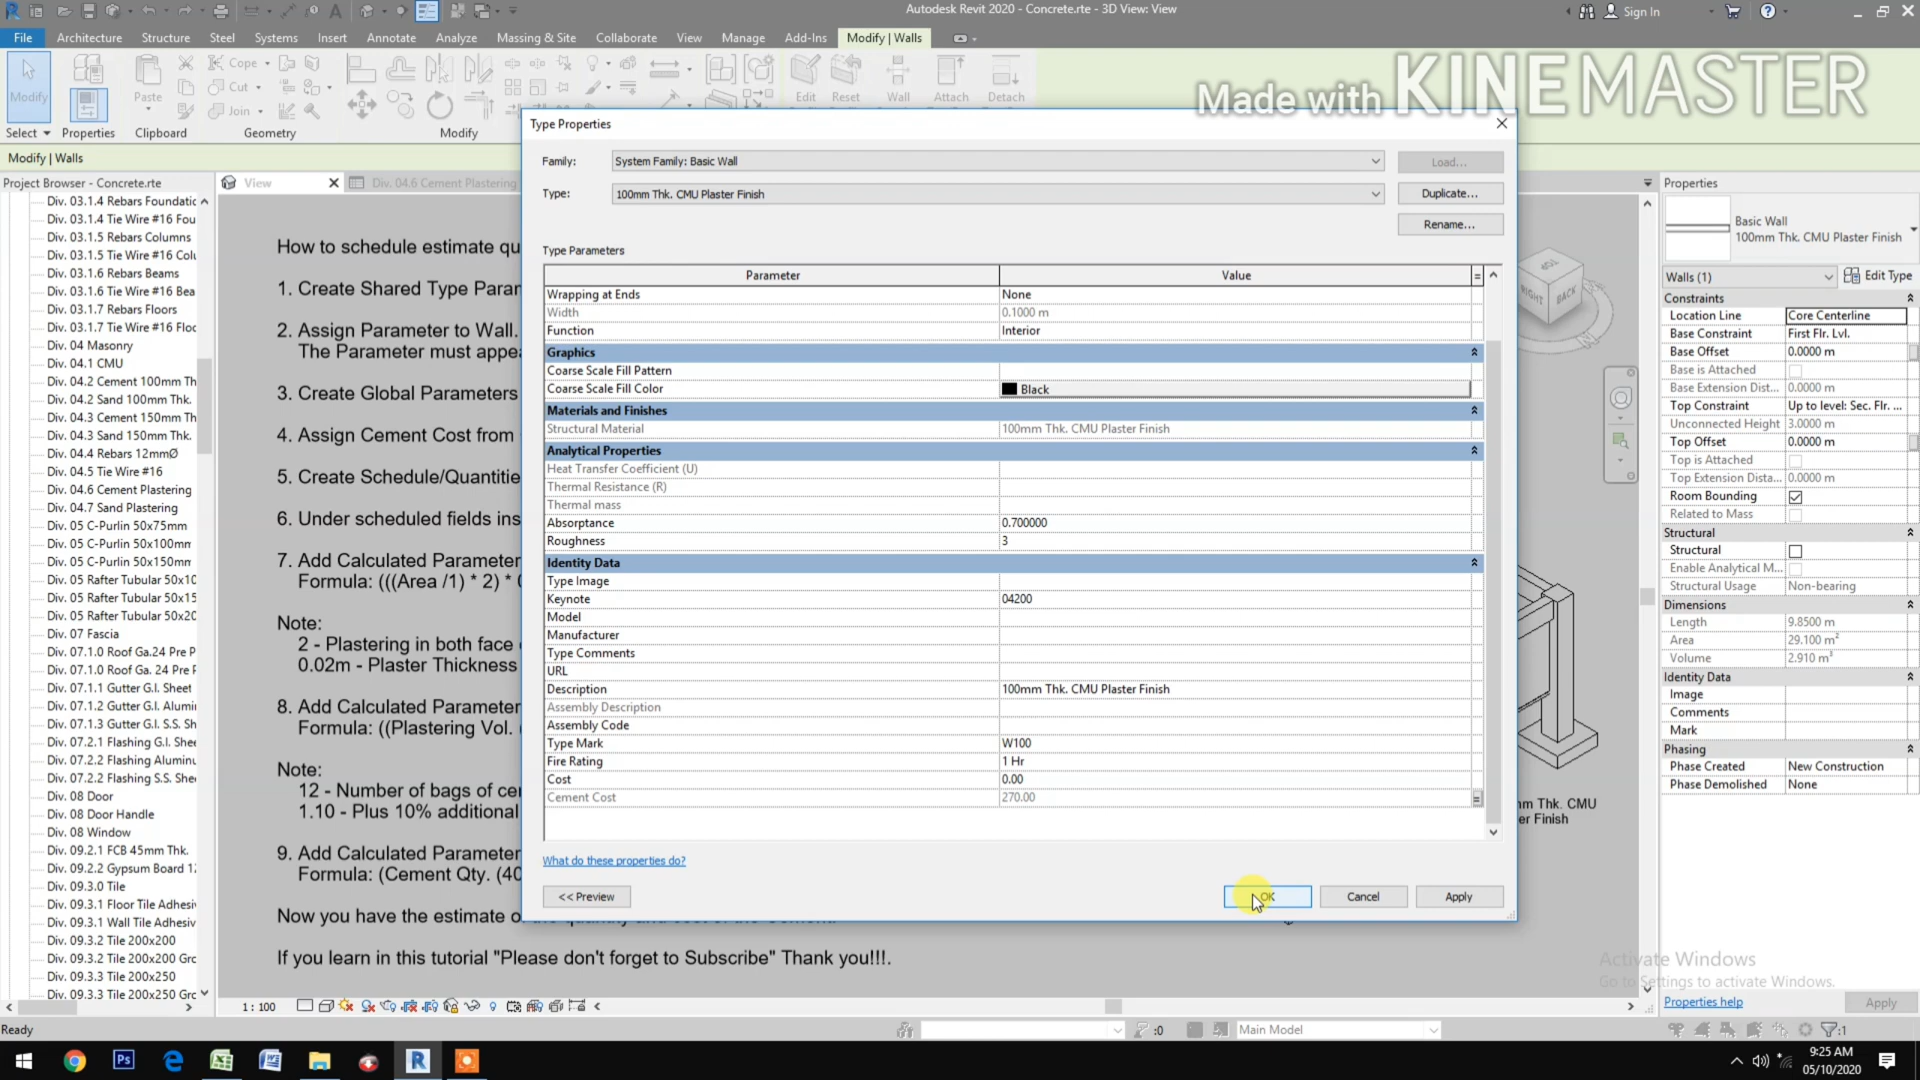 Autodesk Revit 2020 - Concrete.rte - 3D View: View
Sign In
File Architecture Structure Steel Systems Insert Annotate Analyze Massing & Site Collaborate View Manage Add-Ins Modify | Walls
Modify
Paste
Cope
Cut
Join
Edit Reset Wall Attach Detach
Select Properties Clipboard Geometry Modify
Made with KINEMASTER
Modify | Walls
Project Browser - Concrete.rte
View
Div. 04.6 Cement Plastering
Div. 03.1.4 Rebars Foundatic
Div. 03.1.4 Tie Wire #16 Fou
Div. 03.1.5 Rebars Columns
Div. 03.1.5 Tie Wire #16 Colu
Div. 03.1.6 Rebars Beams
Div. 03.1.6 Tie Wire #16 Bea
Div. 03.1.7 Rebars Floors
Div. 03.1.7 Tie Wire #16 Floc
Div. 04 Masonry
Div. 04.1 CMU
Div. 04.2 Cement 100mm Th
Div. 04.2 Sand 100mm Thk.
Div. 04.3 Cement 150mm Th
Div. 04.3 Sand 150mm Thk.
Div. 04.4 Rebars 12mmØ
Div. 04.5 Tie Wire #16
Div. 04.6 Cement Plastering
Div. 04.7 Sand Plastering
Div. 05 C-Purlin 50x75mm
Div. 05 C-Purlin 50x100mm
Div. 05 C-Purlin 50x150mm
Div. 05 Rafter Tubular 50x10
Div. 05 Rafter Tubular 50x15
Div. 05 Rafter Tubular 50x20
Div. 07 Fascia
Div. 07.1.0 Roof Ga.24 Pre P
Div. 07.1.0 Roof Ga. 24 Pre P
Div. 07.1.1 Gutter G.I. Sheet
Div. 07.1.2 Gutter G.I. Alumin
Div. 07.1.3 Gutter G.I. S.S. Sh
Div. 07.2.1 Flashing G.I. Shee
Div. 07.2.2 Flashing Aluminu
Div. 07.2.2 Flashing S.S. Shee
Div. 08 Door
Div. 08 Door Handle
Div. 08 Window
Div. 09.2.1 FCB 45mm Thk.
Div. 09.2.2 Gypsum Board 1
Div. 09.3.0 Tile
Div. 09.3.1 Floor Tile Adhesiv
Div. 09.3.1 Wall Tile Adhesiv
Div. 09.3.2 Tile 200x200
Div. 09.3.2 Tile 200x200 Grc
Div. 09.3.3 Tile 200x250
Div. 09.3.3 Tile 200x250 Grc
How to schedule estimate qu
1. Create Shared Type Parar
2. Assign Parameter to Wall.
The Parameter must appea
3. Create Global Parameters
4. Assign Cement Cost from
5. Create Schedule/Quantitie
6. Under scheduled fields ins
7. Add Calculated Parameter
Formula: (((Area /1) * 2) *
Note:
2 - Plastering in both face
0.02m - Plaster Thickness
8. Add Calculated Parameter
Formula: ((Plastering Vol.
Note:
12 - Number of bags of cer
1.10 - Plus 10% additional
9. Add Calculated Parameter
Formula: (Cement Qty. (40
Now you have the estimate of the quantity and cost of the Cement.
If you learn in this tutorial "Please don't forget to Subscribe" Thank you!!!.
Type Properties
Family: System Family: Basic Wall Load...
Type: 100mm Thk. CMU Plaster Finish Duplicate...
Rename...
Type Parameters
Parameter Value =
Wrapping at Ends None
Width 0.1000 m
Function Interior
Graphics
Coarse Scale Fill Pattern
Coarse Scale Fill Color Black
Materials and Finishes
Structural Material 100mm Thk. CMU Plaster Finish
Analytical Properties
Heat Transfer Coefficient (U)
Thermal Resistance (R)
Thermal mass
Absorptance 0.700000
Roughness 3
Identity Data
Type Image
Keynote 04200
Model
Manufacturer
Type Comments
URL
Description 100mm Thk. CMU Plaster Finish
Assembly Description
Assembly Code
Type Mark W100
Fire Rating 1 Hr
Cost 0.00
Cement Cost 270.00
What do these properties do?
<< Preview OK Cancel Apply
TOP
RIGHT BACK
mm Thk. CMU
er Finish
Properties
Basic Wall
100mm Thk. CMU Plaster Finish
Walls (1) Edit Type
Constraints
Location Line Core Centerline
Base Constraint First Flr. Lvl.
Base Offset 0.0000 m
Base is Attached
Base Extension Dist... 0.0000 m
Top Constraint Up to level: Sec. Flr. ...
Unconnected Height 3.0000 m
Top Offset 0.0000 m
Top is Attached
Top Extension Dista... 0.0000 m
Room Bounding
Related to Mass
Structural
Structural
Enable Analytical M...
Structural Usage Non-bearing
Dimensions
Length 9.8500 m
Area 29.100 m²
Volume 2.910 m³
Identity Data
Image
Comments
Mark
Phasing
Phase Created New Construction
Phase Demolished None
Activate Windows
Go to Settings to activate Windows.
Properties help Apply
1 : 100
Ready
:0
Main Model
:1
9:25 AM
05/10/2020